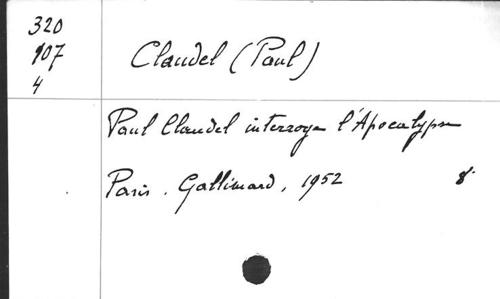 320
107
4
Claudel (Paul)
Paul Claudel interroge l'Apocalypse
Paris. Gallimard, 1952 8°